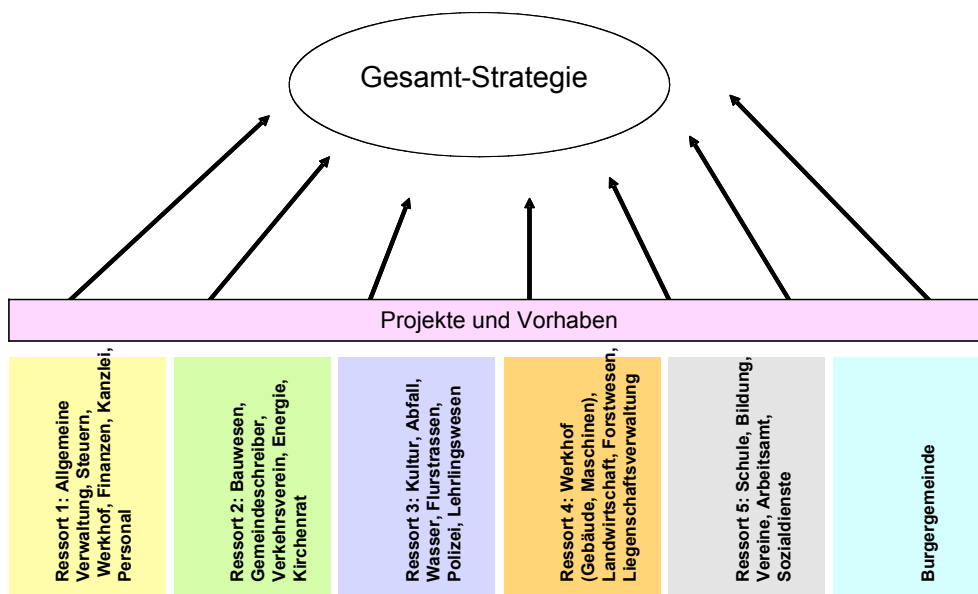 Gesamt-Strategie
Projekte und Vorhaben
Ressort 1: Allgemeine
Verwaltung, Steuern,
Werkhof, Finanzen, Kanzlei,
Personal
Ressort 2: Bauwesen,
Gemeindeschreiber,
Verkehrsverein, Energie,
Kirchenrat
Ressort 3: Kultur, Abfall,
Wasser, Flurstrassen,
Polizei, Lehrlingswesen
Ressort 4: Werkhof
(Gebäude, Maschinen),
Landwirtschaft, Forstwesen,
Liegenschaftsverwaltung
Ressort 5: Schule, Bildung,
Vereine, Arbeitsamt,
Sozialdienste
Burgergemeinde